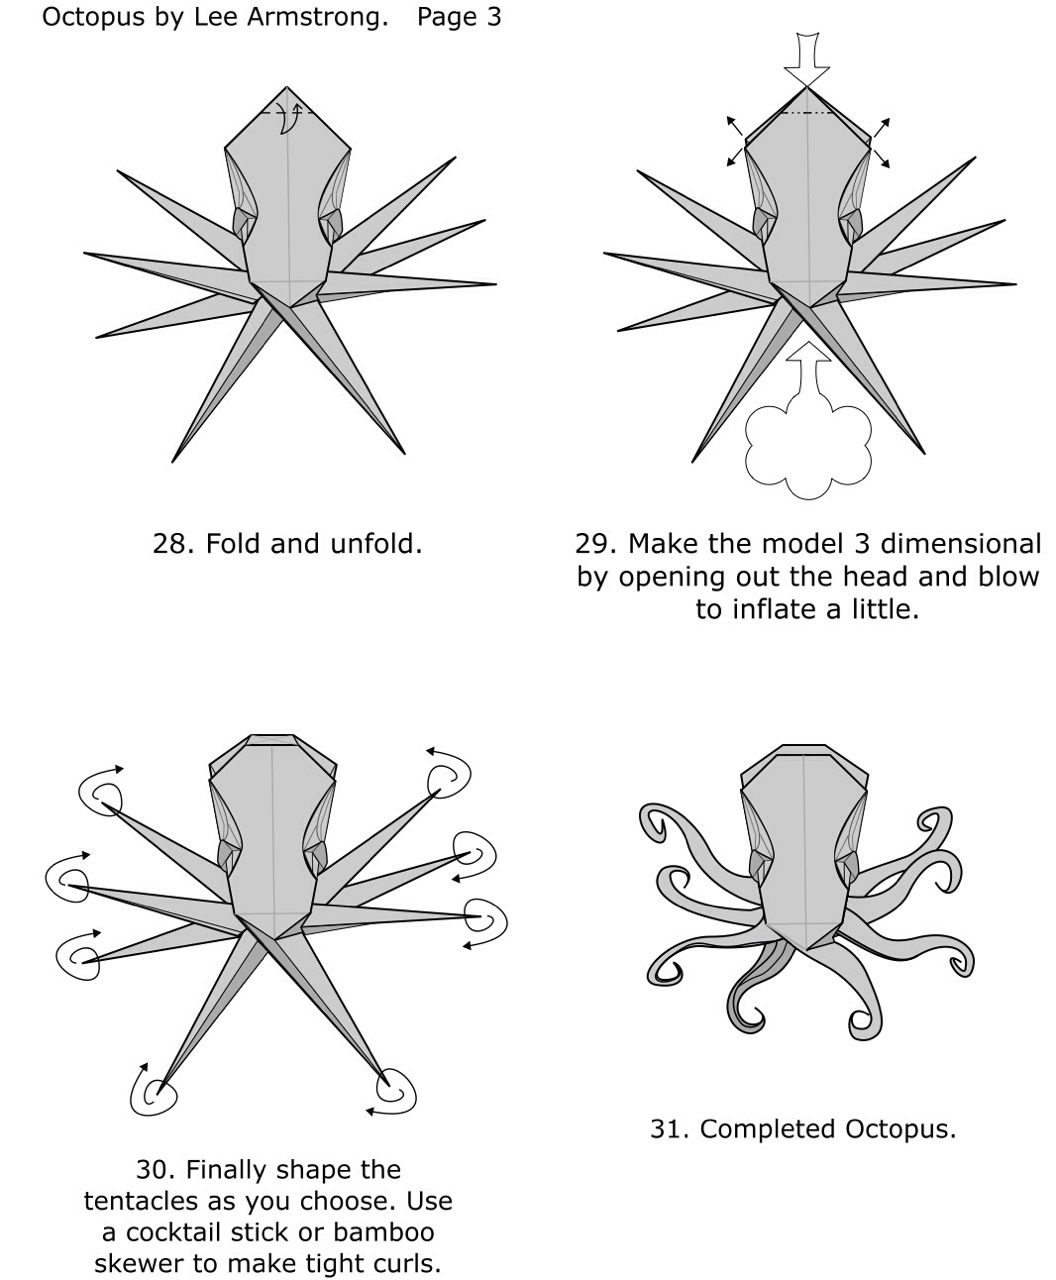 Octopus by Lee Armstrong.   Page 3
28. Fold and unfold.
29. Make the model 3 dimensional
by opening out the head and blow
to inflate a little.
30. Finally shape the
tentacles as you choose. Use
a cocktail stick or bamboo
skewer to make tight curls.
31. Completed Octopus.